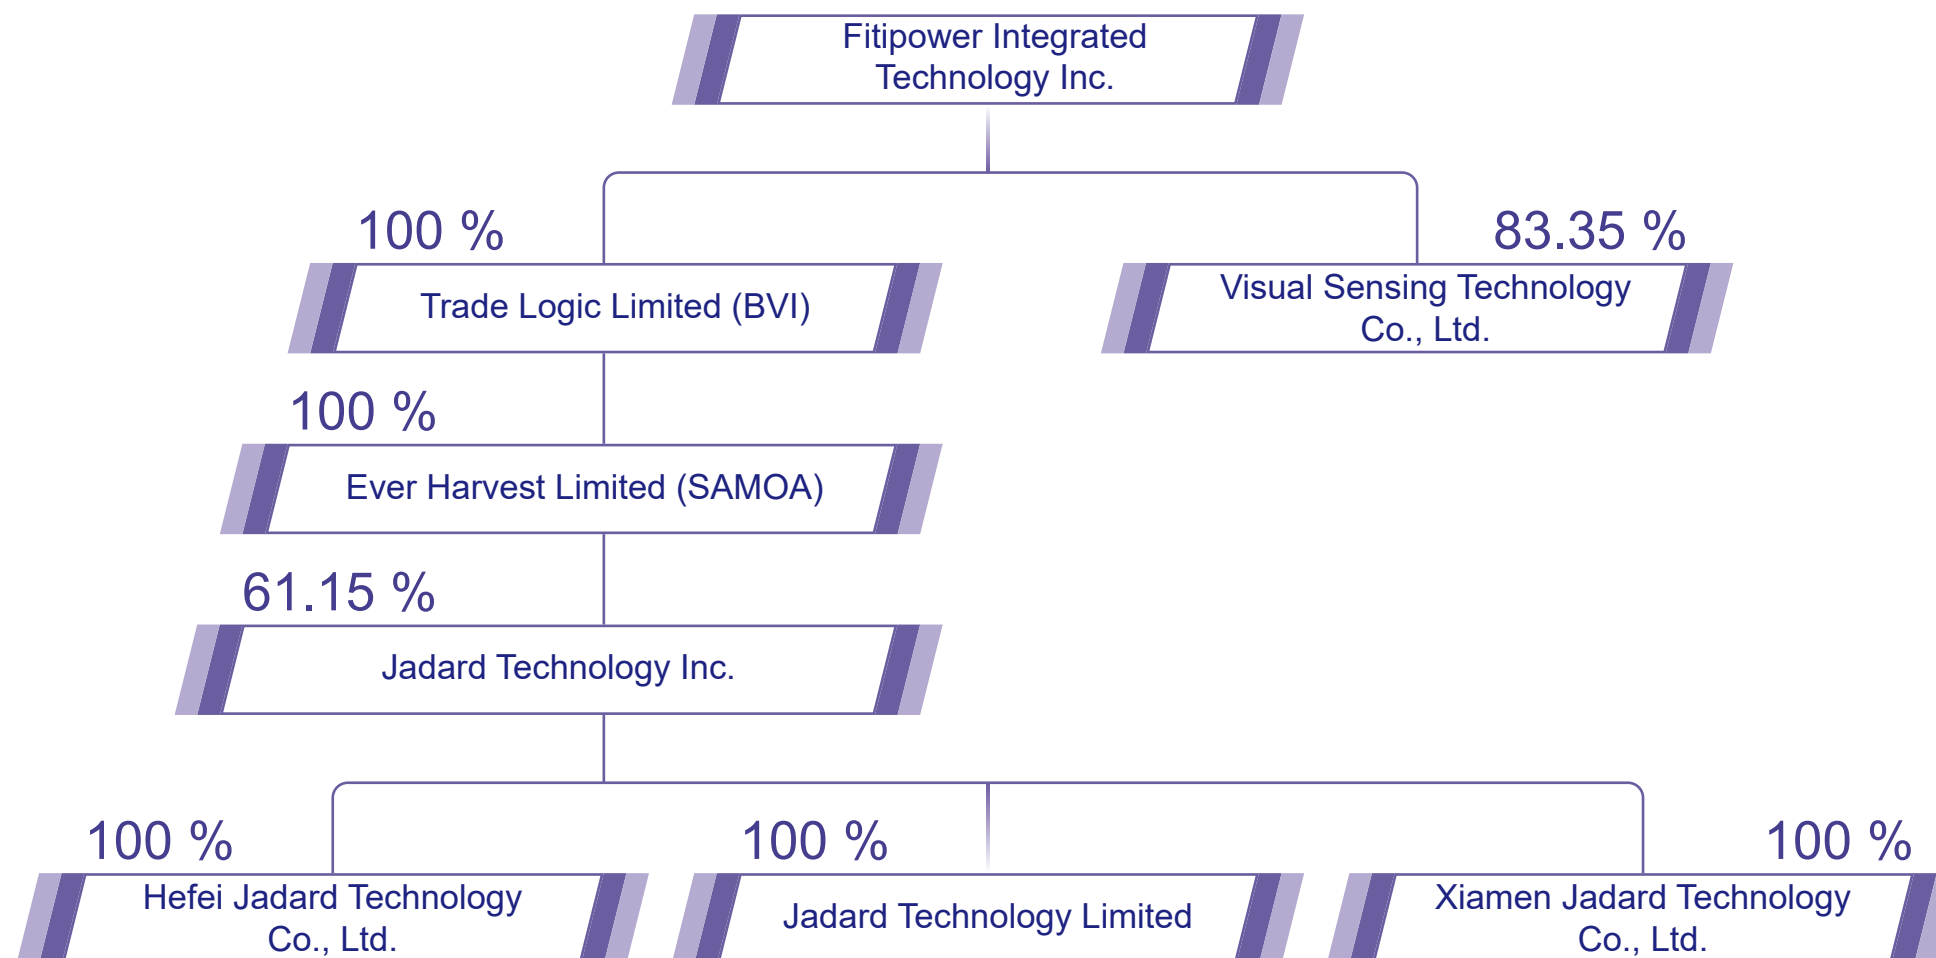 Fitipower Integrated
Technology Inc.
100 %
83.35 %
Trade Logic Limited (BVI)
Visual Sensing Technology
Co., Ltd.
100 %
Ever Harvest Limited (SAMOA)
61.15 %
Jadard Technology Inc.
100 %
100 %
100 %
Hefei Jadard Technology
Co., Ltd.
Jadard Technology Limited
Xiamen Jadard Technology
Co., Ltd.